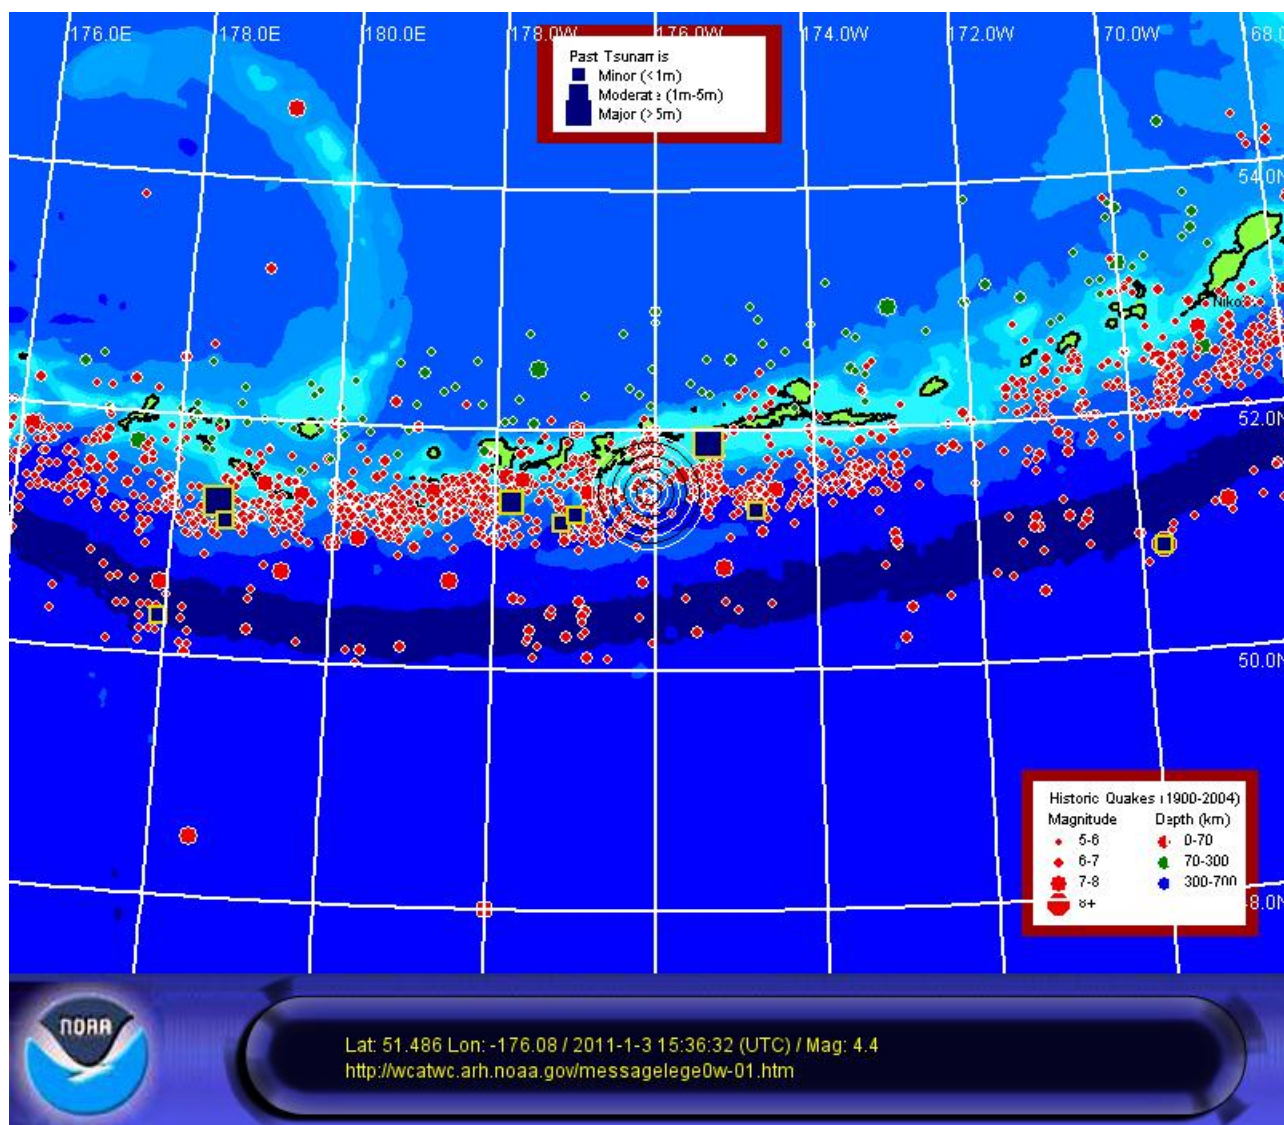 176.0E 178.0E 180.0E 178.0W 176.0W 174.0W 172.0W 170.0W 168.0
Past Tsunamis
Minor (<1m)
Moderate (1m-5m)
Major (>5m)
54.0N
Niko
52.0N
50.0N
Historic Quakes (1900-2004)
Magnitude Depth (km)
5-6 0-70
6-7 70-300
7-8 300-700
8+
48.0N
NOAA
Lat: 51.486 Lon: -176.08 / 2011-1-3 15:36:32 (UTC) / Mag: 4.4
http://wcatwc.arh.noaa.gov/messagelege0w-01.htm